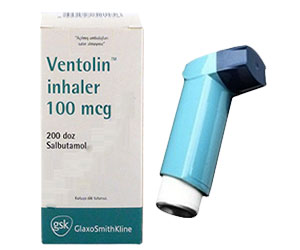 Ventolin™
inhaler
100 mcg
200 doz
Salbutamol
gsk GlaxoSmithKline